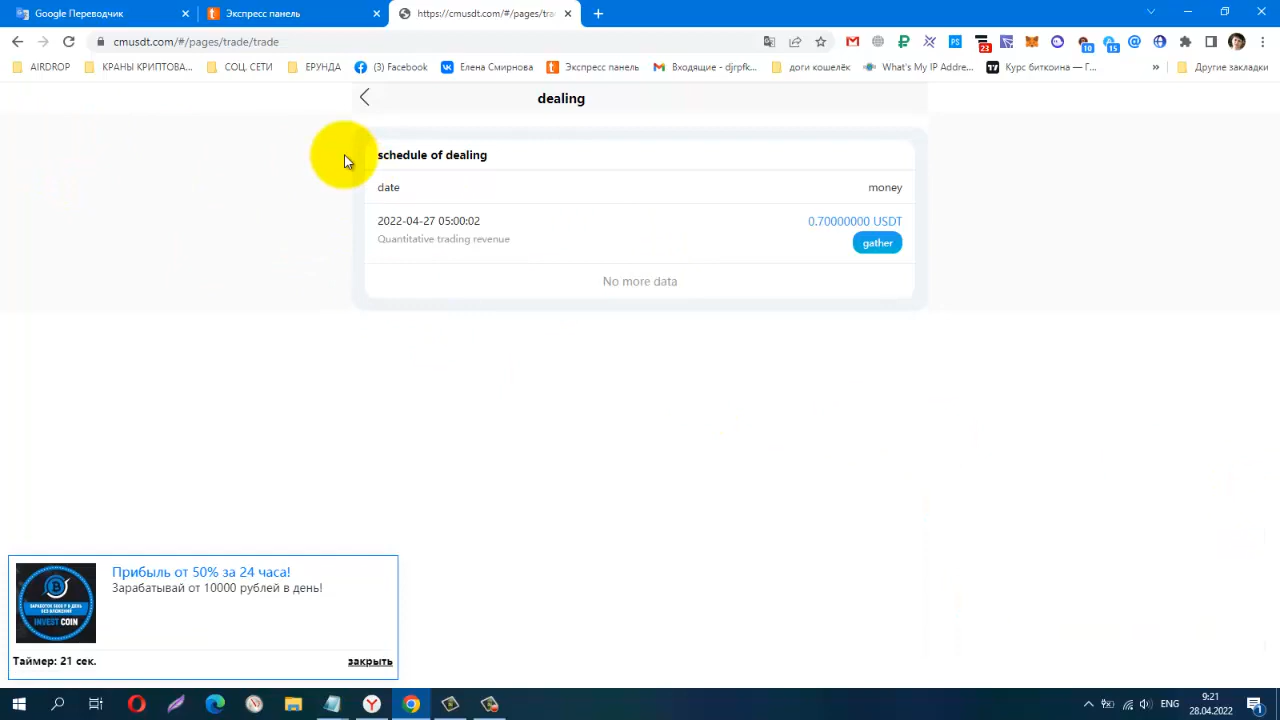 Google Переводчик
Экспресс панель
https://cmusdt.com/#/pages/tra
cmusdt.com/#/pages/trade/trade
23
10
15
AIRDROP
КРАНЫ КРИПТОВА...
СОЦ. СЕТИ
ЕРУНДА
(3) Facebook
Елена Смирнова
Экспресс панель
Входящие - djrpfk...
доги кошелёк
What's My IP Addre...
Курс биткоина — Г...
»
Другие закладки
dealing
schedule of dealing
date
money
2022-04-27 05:00:02
0.70000000 USDT
Quantitative trading revenue
gather
No more data
Прибыль от 50% за 24 часа!
Зарабатывай от 10000 рублей в день!
INVEST COIN
Таймер: 21 сек.
закрыть
ENG
9:21
28.04.2022
1